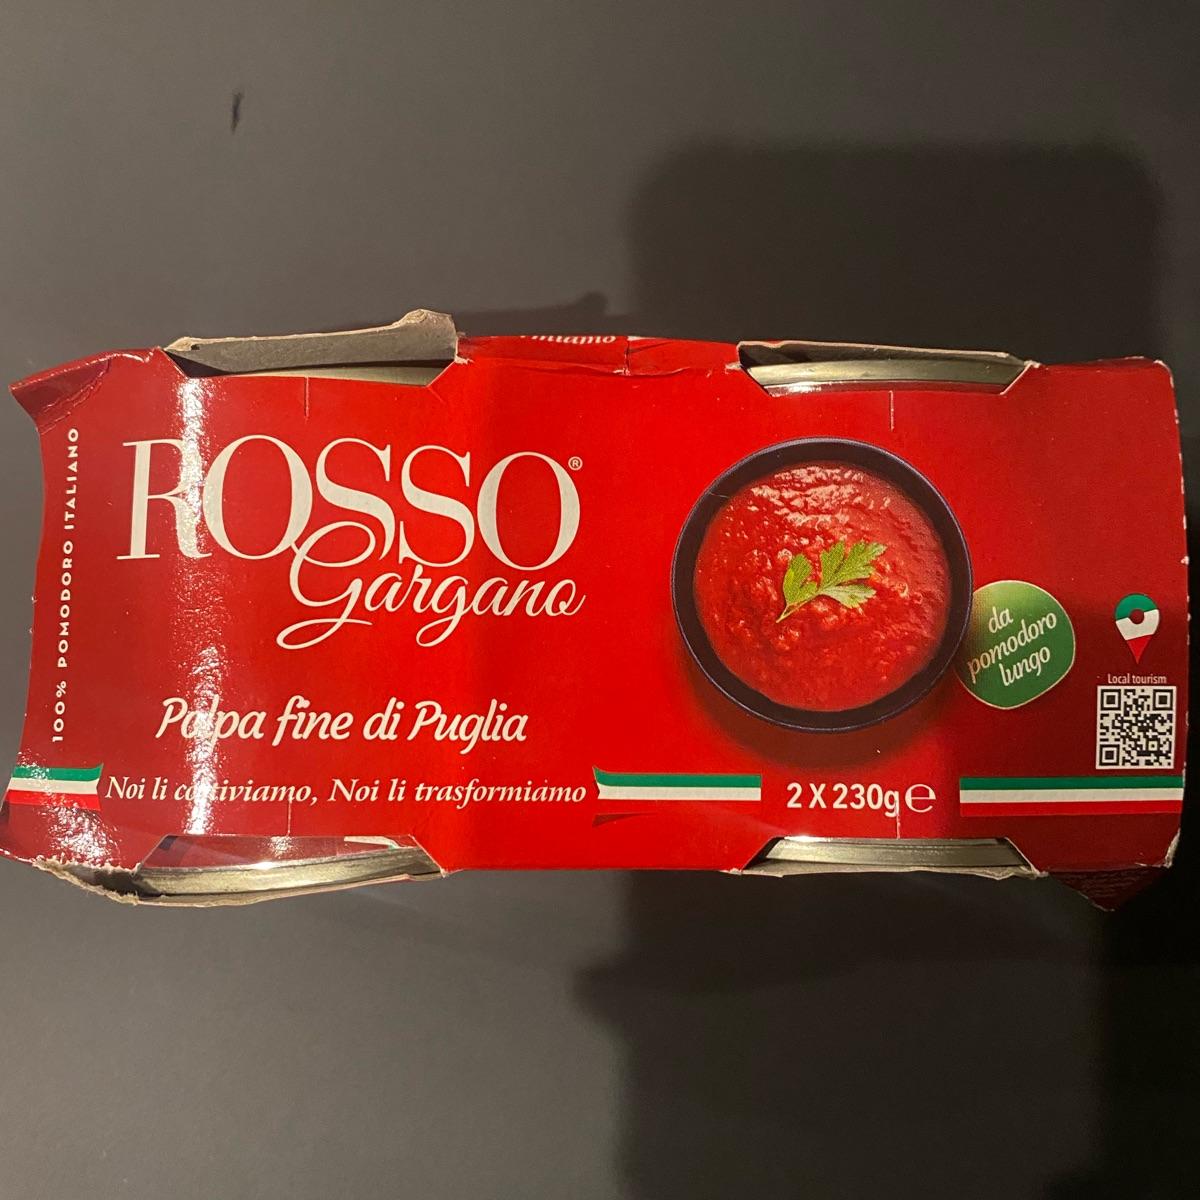 100% POMODORO ITALIANO
ROSSO®
Gargano
Polpa fine di Puglia
Noi li coltiviamo, Noi li trasformiamo
da
pomodoro
lungo
Local tourism
2 X 230g ℮